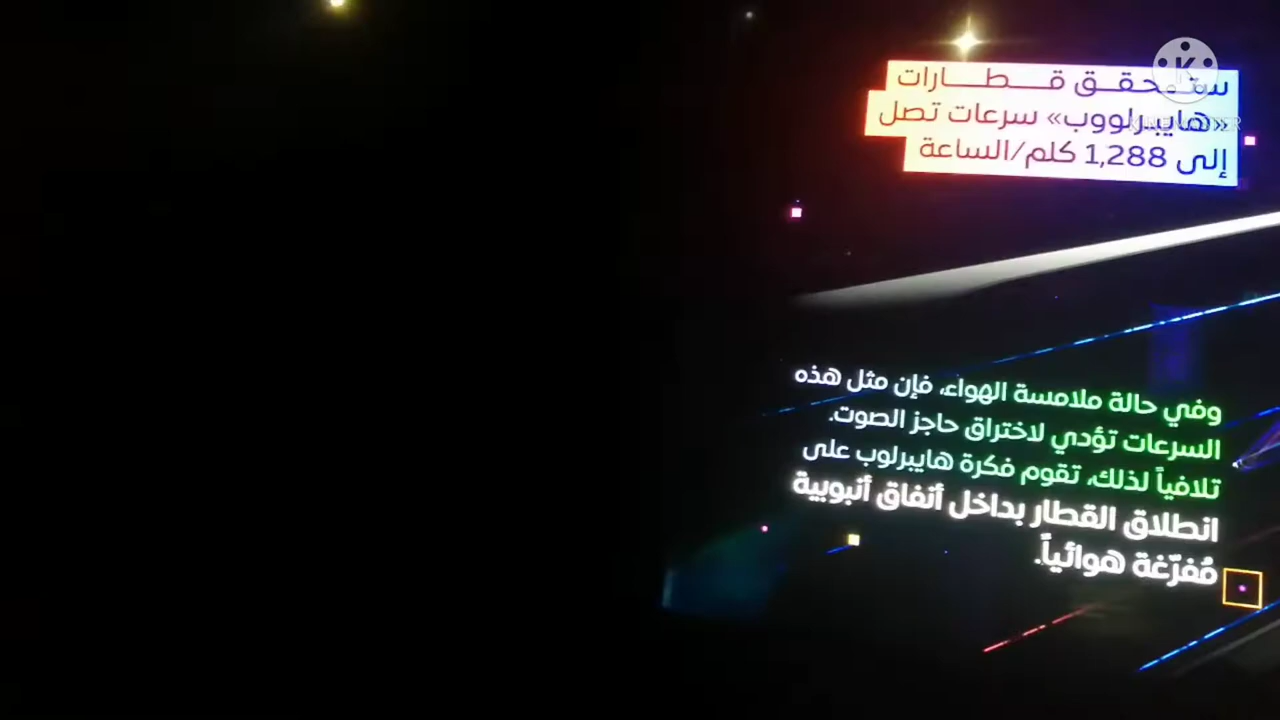 ستحقق قطارات
«هايبرلووب» سرعات تصل
إلى 1,288 كلم/الساعة
وفي حالة ملامسة الهواء، فإن مثل هذه
السرعات تؤدي لاختراق حاجز الصوت.
تلافياً لذلك، تقوم فكرة هايبرلوب على
انطلاق القطار بداخل أنفاق أنبوبية
مُفرّغة هوائياً.